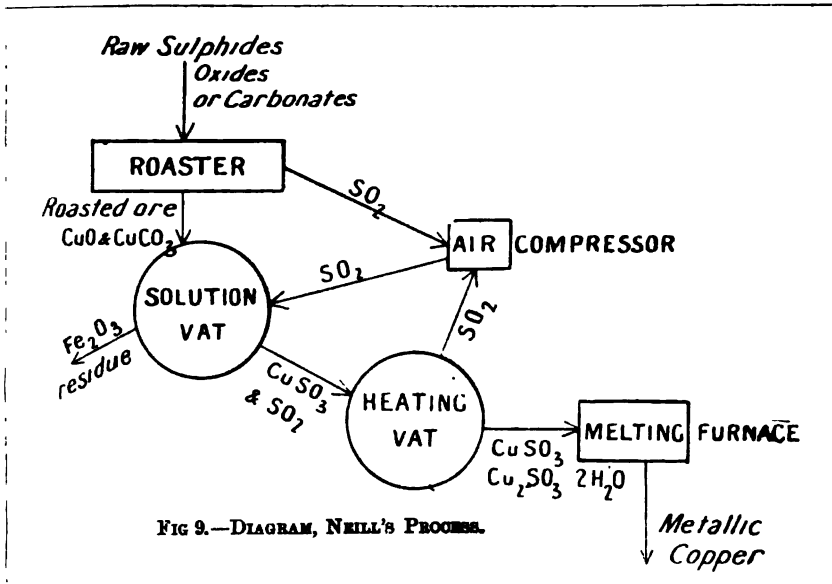 Raw Sulphides
Oxides
or Carbonates
ROASTER
SO₂
Roasted ore
CuO&CuCO₃
AIR COMPRESSOR
SO₂
SOLUTION
VAT
SO₂
Fe₂O₃
residue
CuSO₃
& SO₂
HEATING
VAT
MELTING FURNACE
CuSO₃
Cu₂SO₃ 2H₂O
FIG 9.—DIAGRAM, NEILL'S PROCESS.
Metallic
Copper